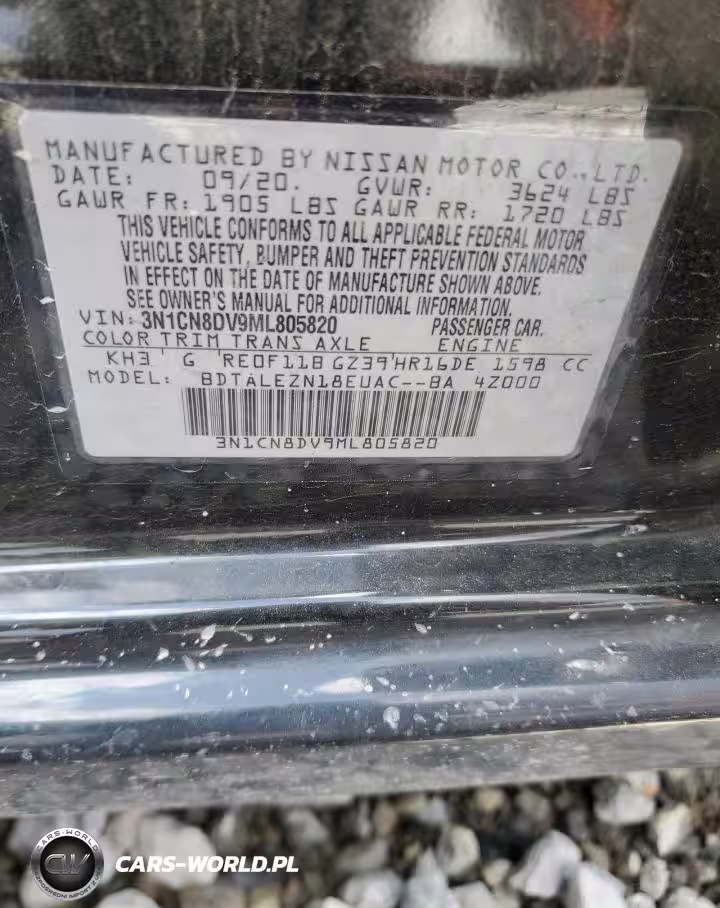 MANUFACTURED BY NISSAN MOTOR CO., LTD.
DATE: 09/20. GVWR: 3624 LBS
GAWR FR: 1905 LBS GAWR RR: 1720 LBS
THIS VEHICLE CONFORMS TO ALL APPLICABLE FEDERAL MOTOR
VEHICLE SAFETY, BUMPER AND THEFT PREVENTION STANDARDS
IN EFFECT ON THE DATE OF MANUFACTURE SHOWN ABOVE.
SEE OWNER'S MANUAL FOR ADDITIONAL INFORMATION.
VIN: 3N1CN8DV9ML805820 PASSENGER CAR.
COLOR TRIM TRANS AXLE ENGINE
KH3 G RE0F11B GZ39 HR16DE 1598 CC
MODEL: BDTALEZN18EUAC--BA 4Z000
3N1CN8DV9ML805820
CARS-WORLD
CW
CARS-WORLD.PL